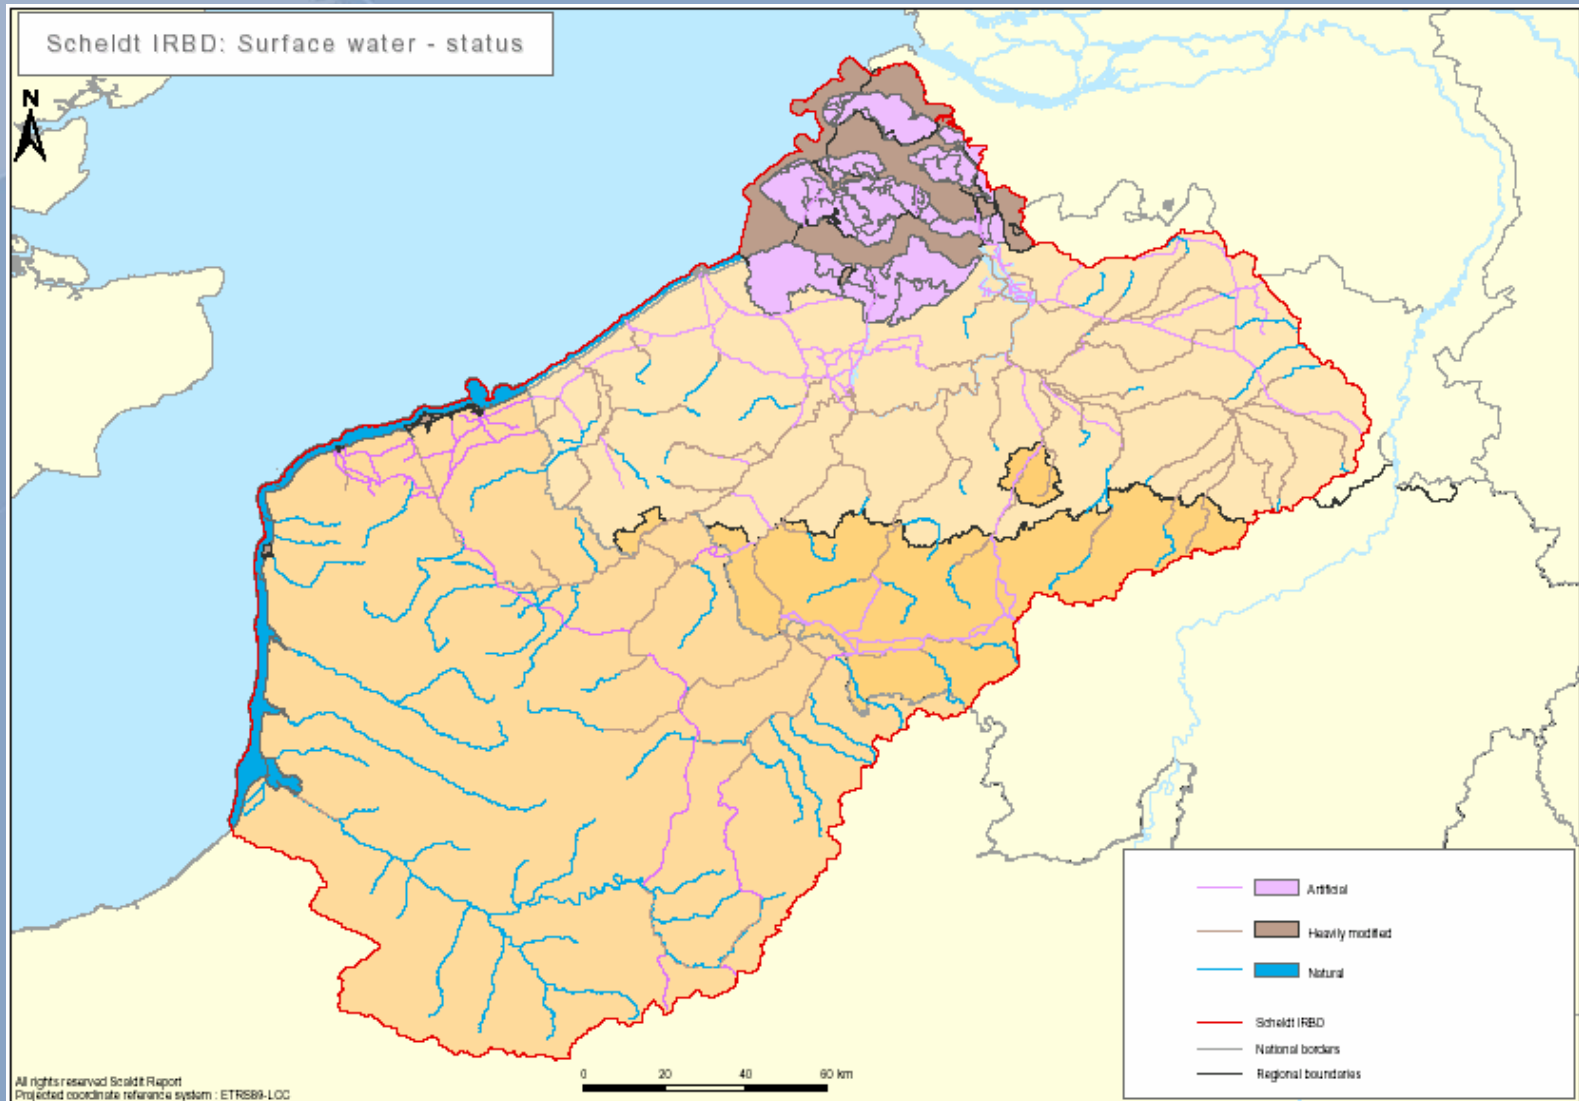 Scheldt IRBD: Surface water - status
N
Artificial
Heavily modified
Natural
Scheldt IRBD
National borders
Regional boundaries
All rights reserved Scaldit Report
Projected coordinate reference system : ETRS89-LCC
0 20 40 60 km